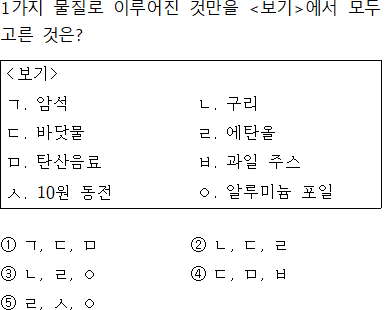 1가지 물질로 이루어진 것만을 <보기>에서 모두
고른 것은?
<보기>
ㄱ. 암석 ㄴ. 구리
ㄷ. 바닷물 ㄹ. 에탄올
ㅁ. 탄산음료 ㅂ. 과일 주스
ㅅ. 10원 동전 ㅇ. 알루미늄 포일
① ㄱ, ㄷ, ㅁ ② ㄴ, ㄷ, ㄹ
③ ㄴ, ㄹ, ㅇ ④ ㄷ, ㅁ, ㅂ
⑤ ㄹ, ㅅ, ㅇ